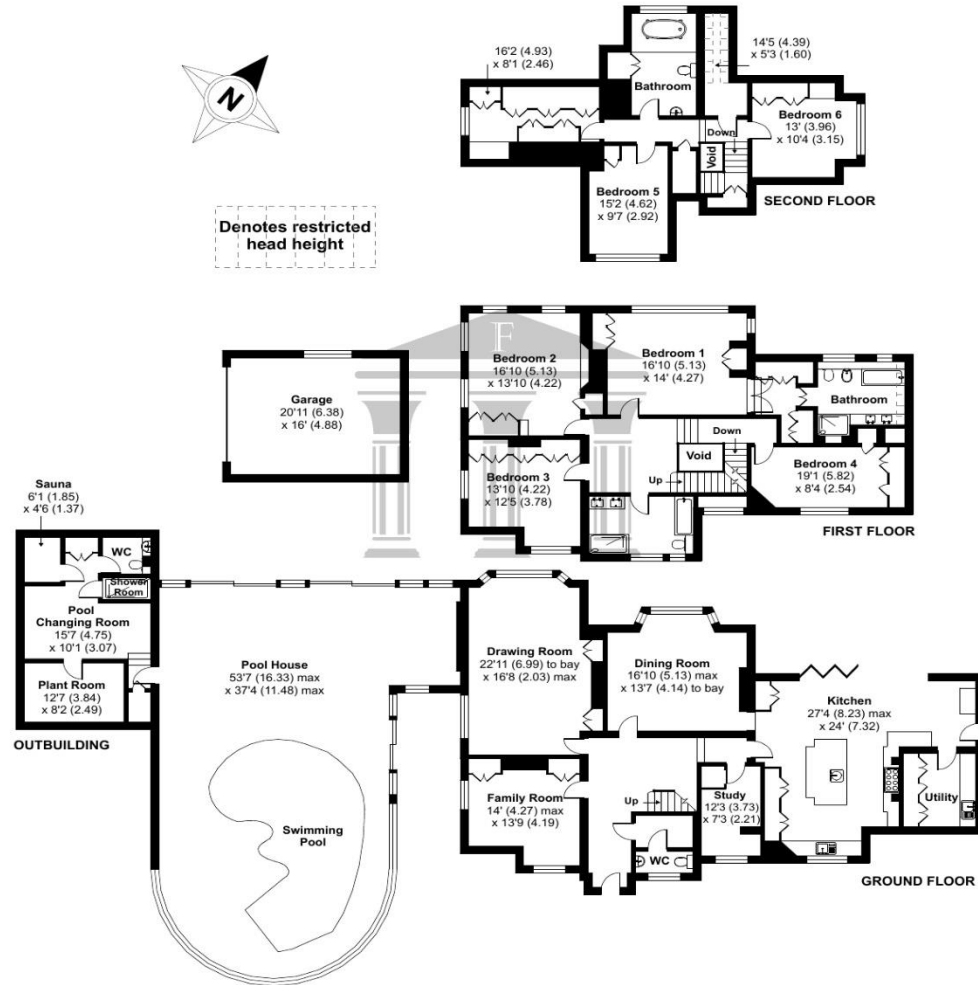 16'2 (4.93)
x 8'1 (2.46)
14'5 (4.39)
x 5'3 (1.60)
Bathroom
Bedroom 6
13' (3.96)
x 10'4 (3.15)
Down
Void
Bedroom 5
15'2 (4.62)
x 9'7 (2.92)
SECOND FLOOR
N
Denotes restricted
head height
F
Bedroom 2
16'10 (5.13)
x 13'10 (4.22)
Bedroom 1
16'10 (5.13)
x 14' (4.27)
Bathroom
Garage
20'11 (6.38)
x 16' (4.88)
Down
Void
Up
Bedroom 3
13'10 (4.22)
x 12'5 (3.78)
Bedroom 4
19'1 (5.82)
x 8'4 (2.54)
FIRST FLOOR
Sauna
6'1 (1.85)
x 4'6 (1.37)
WC
Shower
Room
Pool
Changing Room
15'7 (4.75)
x 10'1 (3.07)
Plant Room
12'7 (3.84)
x 8'2 (2.49)
OUTBUILDING
Pool House
53'7 (16.33) max
x 37'4 (11.48) max
Swimming
Pool
Drawing Room
22'11 (6.99) to bay
x 16'8 (2.03) max
Dining Room
16'10 (5.13) max
x 13'7 (4.14) to bay
Kitchen
27'4 (8.23) max
x 24' (7.32)
Family Room
14' (4.27) max
x 13'9 (4.19)
Up
Study
12'3 (3.73)
x 7'3 (2.21)
Utility
WC
GROUND FLOOR